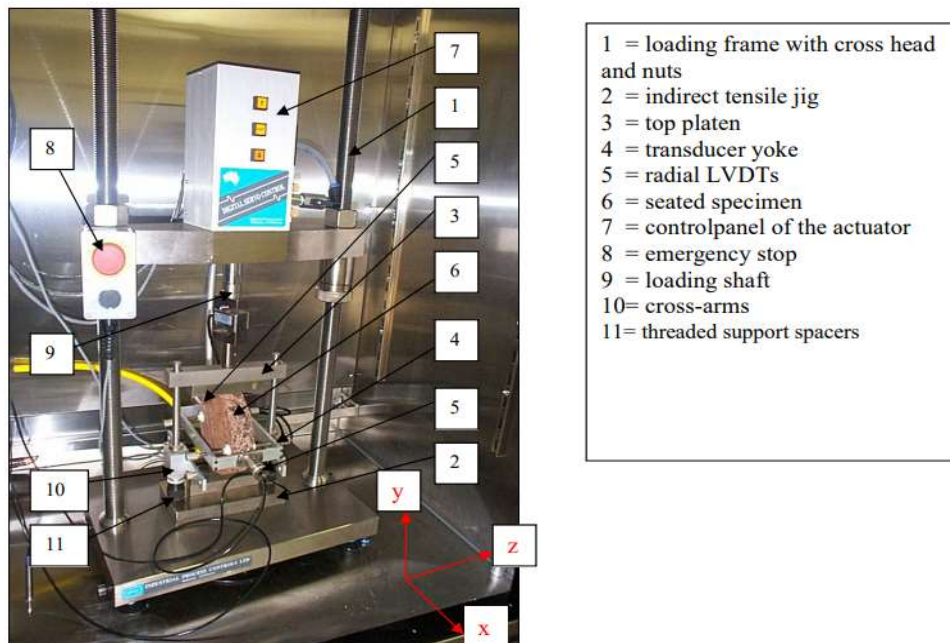 7
1
8
5
3
6
9
4
5
10
2
11
y
z
x
DIGITAL SERVO CONTROL
INDUSTRIAL PROCESS CONTROLS LTD
1 = loading frame with cross head
and nuts
2 = indirect tensile jig
3 = top platen
4 = transducer yoke
5 = radial LVDTs
6 = seated specimen
7 = controlpanel of the actuator
8 = emergency stop
9 = loading shaft
10= cross-arms
11= threaded support spacers